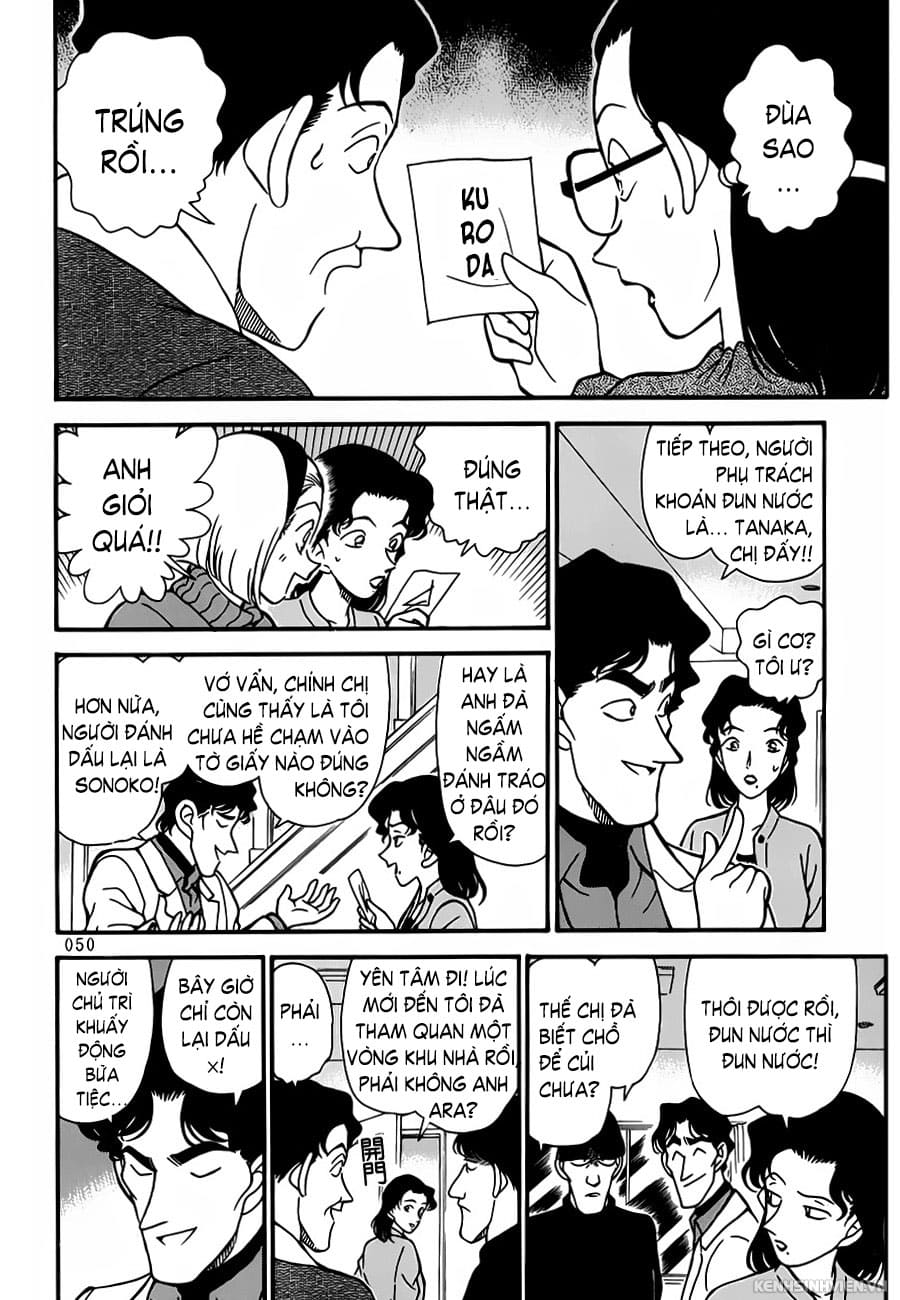 ĐÙA
SAO
...
KU
RO
DA
TRÚNG
RỒI...
TIẾP THEO, NGƯỜI
PHỤ TRÁCH
KHOẢN ĐUN NƯỚC
LÀ... TANAKA,
CHỊ ĐẤY!!
GÌ CƠ?
TÔI Ư?
ĐÚNG
THẬT...
ANH
GIỎI
QUÁ!!
HAY LÀ
ANH ĐÃ
NGẤM
NGẦM
ĐÁNH TRÁO
Ở ĐÂU ĐÓ
RỒI?
VỚ VẨN, CHÍNH CHỊ
CŨNG THẤY LÀ TÔI
CHƯA HỀ CHẠM VÀO
TỜ GIẤY NÀO ĐÚNG
KHÔNG?
HƠN NỮA,
NGƯỜI ĐÁNH
DẤU LẠI LÀ
SONOKO!
050
THÔI ĐƯỢC RỒI,
ĐUN NƯỚC THÌ
ĐUN NƯỚC!
THẾ CHỊ ĐÃ
BIẾT CHỖ
ĐỂ CỦI
CHƯA?
YÊN TÂM ĐI! LÚC
MỚI ĐẾN TÔI ĐÃ
THAM QUAN MỘT
VÒNG KHU NHÀ RỒI
PHẢI KHÔNG ANH
ARA?
PHẢI
...
開門
BÂY GIỜ
CHỈ CÒN
LẠI DẤU
×!
NGƯỜI
CHỦ TRÌ
KHUẤY
ĐỘNG
BỮA
TIỆC...
KENHSINHVIEN.VN